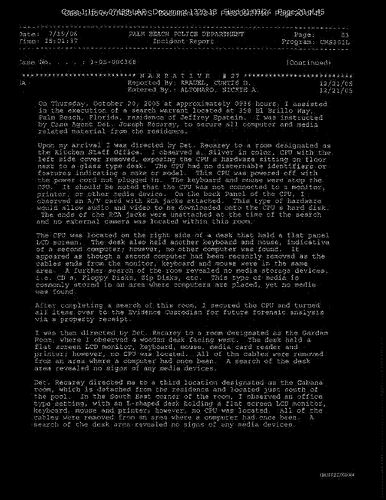 Date: 7/19/06 PALM BEACH POLICE DEPARTMENT Page: 83
Time: 15:01:37 Incident Report Program: CMS301L
Case No. . . . : 1-05-000368 (Continued)
N A R R A T I V E # 27
Reported By: KRAUEL, CURTIS D. 12/21/05
Entered By.: ALTOMARO, NICKIE A. 12/21/05
On Thursday, October 20, 2005 at approximately 0936 hours, I assisted
in the execution of a search warrant located at 358 El Brillo Way,
Palm Beach, Florida, residence of Jeffrey Epstein. I was instructed
by Case Agent Det. Joseph Recarey, to secure all computer and media
related material from the residence.
Upon my arrival I was directed by Det. Recarey to a room designated as
the Kitchen Staff Office. I observed a, Silver in color, CPU with the
left side cover removed, exposing the CPU's hardware sitting on floor
next to a glass type desk. The CPU had no discernable identifiers or
features indicating a make or model. This CPU was powered off with
the power cord not plugged in. The keyboard and mouse were atop the
CPU. It should be noted that the CPU was not connected to a monitor,
printer, or other media device. On the back Panel of the CPU, I
observed an A/V card with RCA jacks attached. This type of hardware
would allow audio and video to be downloaded onto the CPU's hard disk.
The ends of the RCA jacks were unattached at the time of the search
and no external camera was located within this room.
The CPU was located on the right side of a desk that held a flat panel
LCD screen. The desk also held another keyboard and mouse, indicative
of a second computer; however, no other computer was found. It
appeared as though a second computer had been recently removed as the
cables ends from the monitor, keyboard and mouse were in the same
area. A further search of the room revealed no media storage devices,
i.e. CD's, Floppy Disks, Zip Disks, etc. This type of media is
commonly stored in an area where computers are placed, yet no media
was found.
After completing a search of this room, I secured the CPU and turned
all items over to the Evidence Custodian for future forensic analysis
via a property receipt.
I was then directed by Det. Recarey to a room designated as the Garden
Room, where I observed a wooden desk facing west. The desk held a
flat screen LCD monitor, keyboard, mouse, media card reader and
printer; however, no CPU was located. All of the cables were removed
from an area where a computer had once been. A search of the desk
area revealed no signs of any media devices.
Det. Recarey directed me to a third location designated as the Cabana
room, which is detached from the residence and located just south of
the pool. In the South East corner of the room, I observed an office
type setting, with an L-shaped desk holding a flat screen LCD monitor,
keyboard, mouse and printer; however, no CPU was located. All of the
cables were removed from an area where a computer had once been. A
search of the desk area revealed no signs of any media devices.